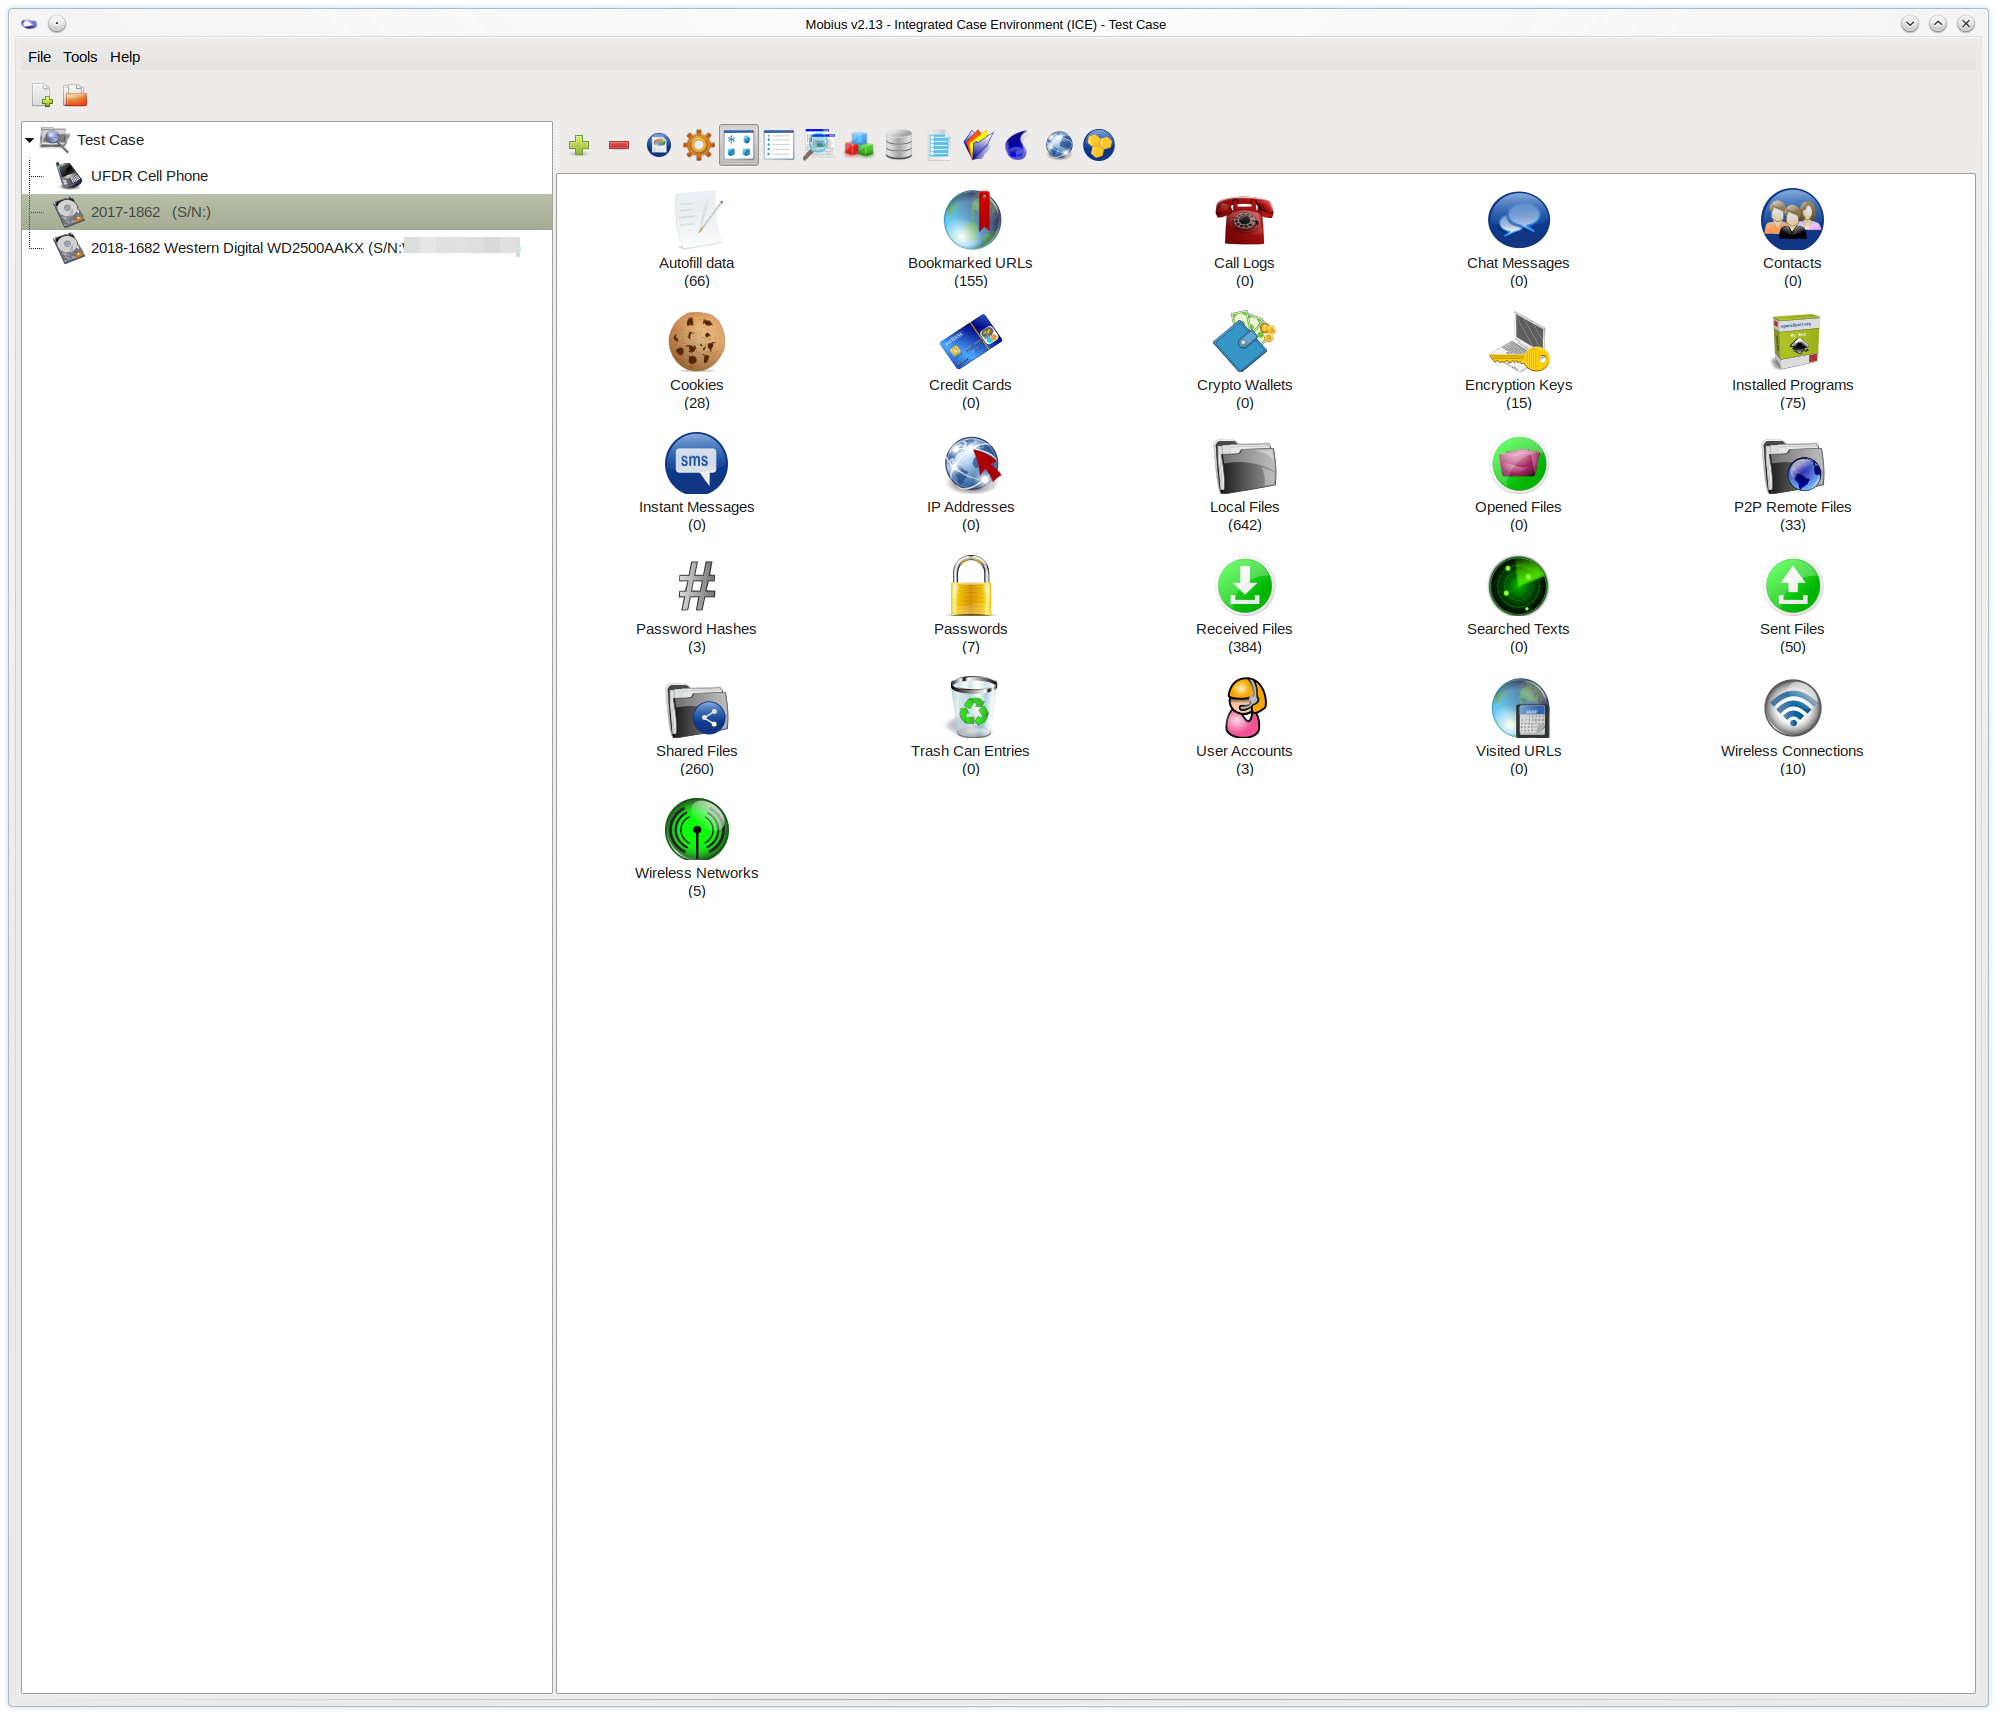 Mobius v2.13 - Integrated Case Environment (ICE) - Test Case
File Tools Help
Test Case
UFDR Cell Phone
2017-1862 (S/N:)
2018-1682 Western Digital WD2500AAKX (S/N:
Autofill data
(66)
Bookmarked URLs
(155)
Call Logs
(0)
Chat Messages
(0)
Contacts
(0)
Cookies
(28)
Credit Cards
(0)
Crypto Wallets
(0)
Encryption Keys
(15)
Installed Programs
(75)
sms
Instant Messages
(0)
IP Addresses
(0)
Local Files
(642)
Opened Files
(0)
P2P Remote Files
(33)
#
Password Hashes
(3)
Passwords
(7)
Received Files
(384)
Searched Texts
(0)
Sent Files
(50)
Shared Files
(260)
Trash Can Entries
(0)
User Accounts
(3)
Visited URLs
(0)
Wireless Connections
(10)
Wireless Networks
(5)